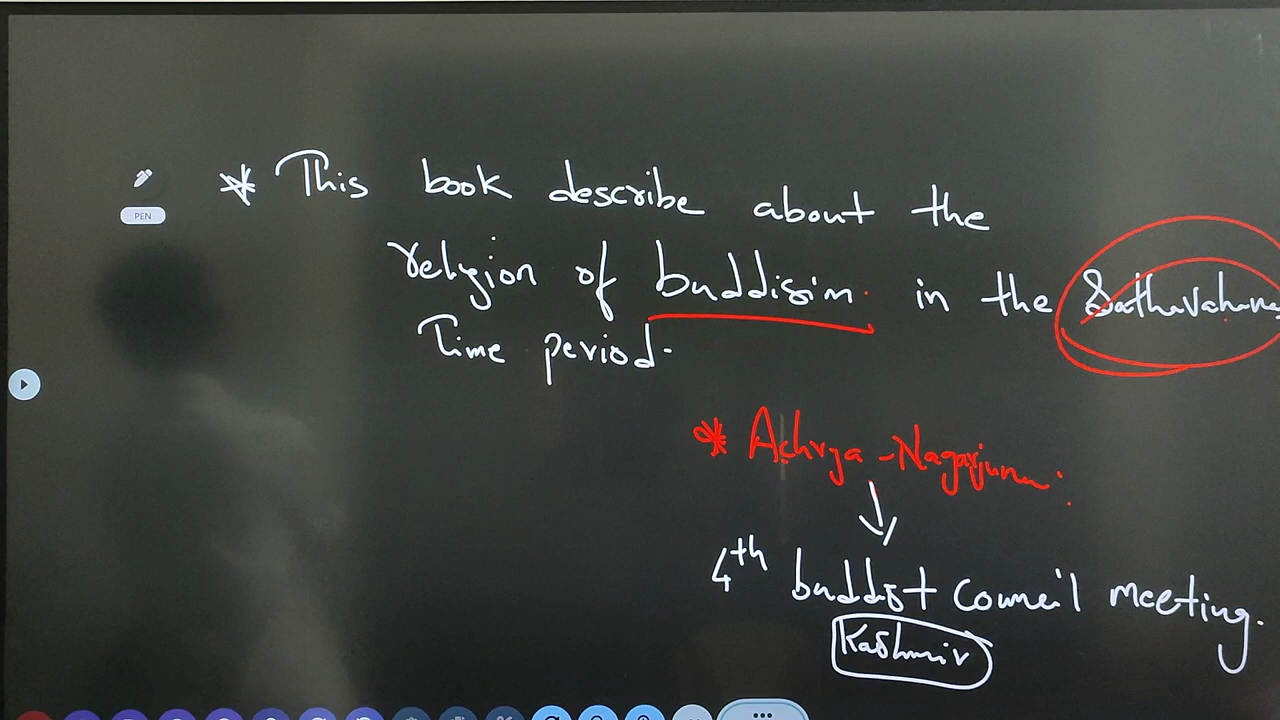 PEN
* This book describe about the
religion of buddisim in the Sathavahana
Time period.
* Achrya - Nagarjuna.
4th buddist Council meeting.
Kashmir